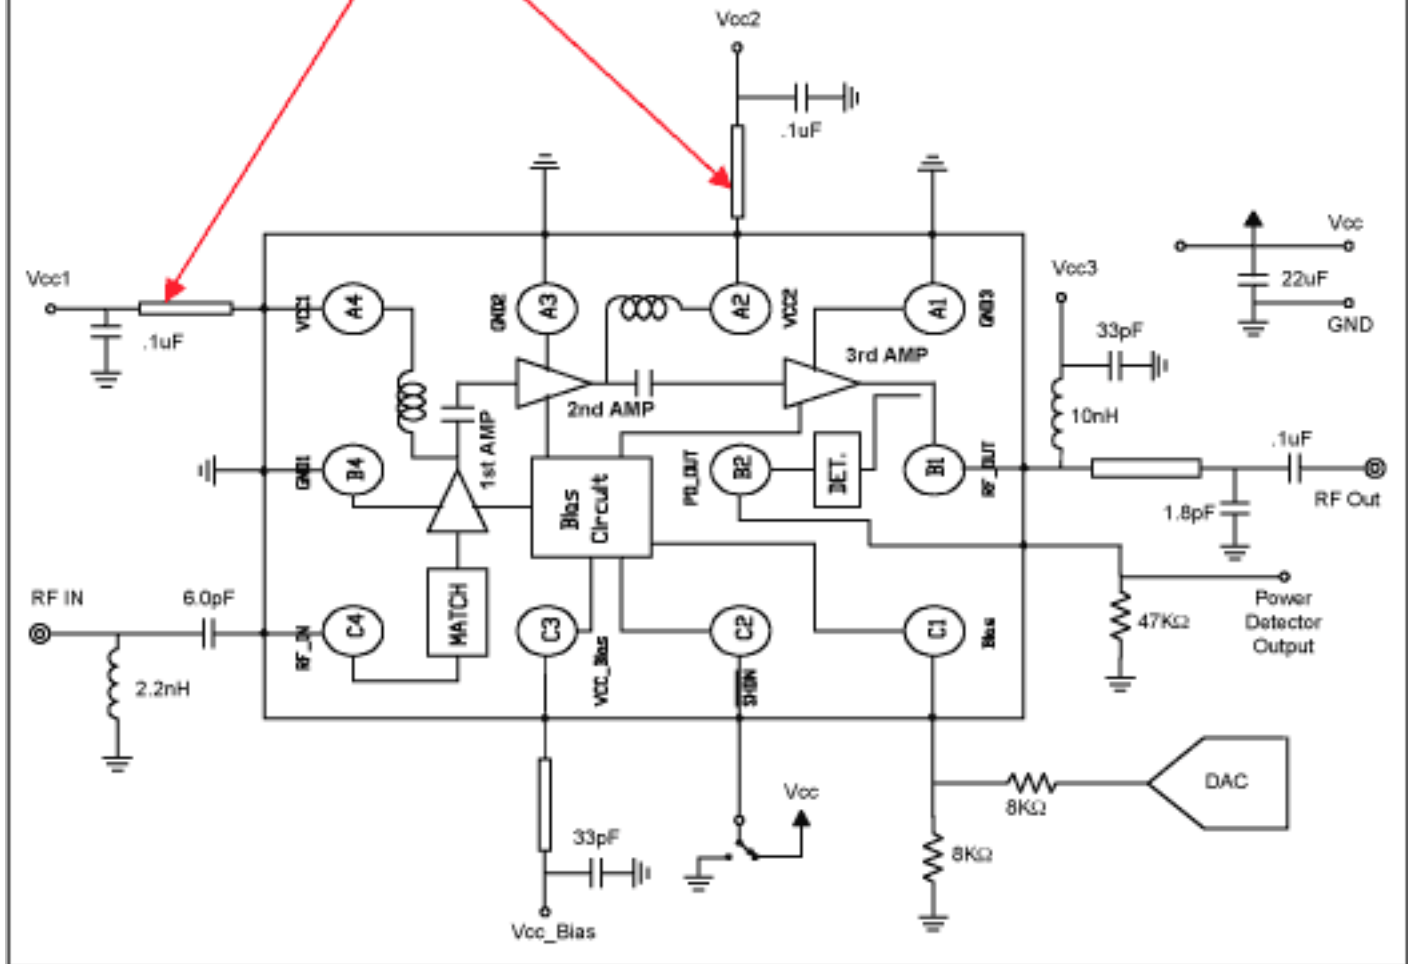 Vcc2
.1uF
Vcc
22uF
GND
Vcc1
.1uF
VCC1
A4
GND2
A3
A2
VCC2
A1
GND3
Vcc3
33pF
10nH
3rd AMP
2nd AMP
1st AMP
GND1
B4
Bias
Circuit
PD_OUT
B2
DET.
B1
RF_OUT
.1uF
RF Out
1.8pF
RF IN
6.0pF
2.2nH
RF_IN
C4
MATCH
C3
VCC_Bias
C2
SHDN
C1
Bias
47KΩ
Power
Detector
Output
DAC
8KΩ
8KΩ
Vcc
33pF
Vcc_Bias